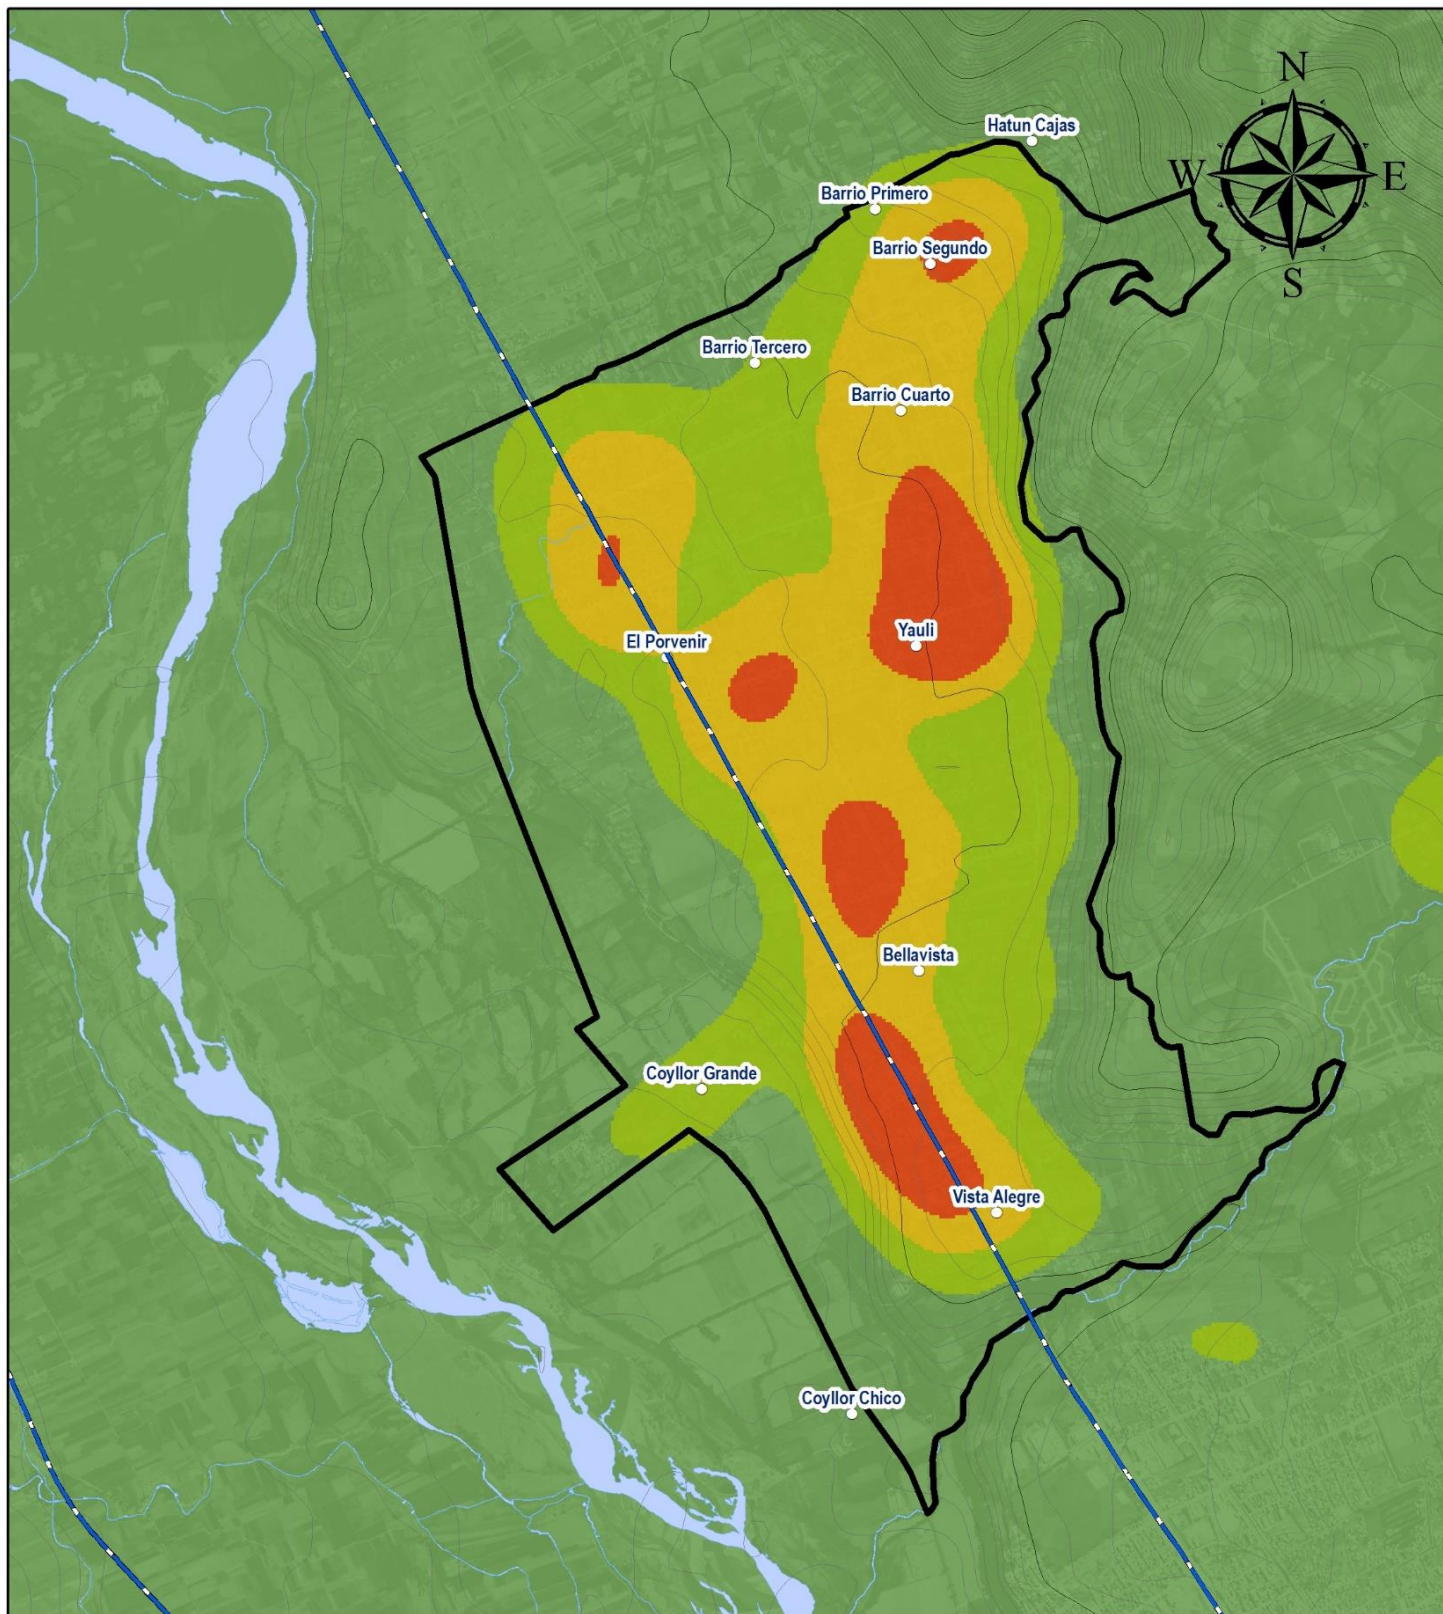 N
Hatun Cajas
W
E
Barrio Primero
Barrio Segundo
S
Barrio Tercero
Barrio Cuarto
Yauli
El Porvenir
Bellavista
Coyllor Grande
Vista Alegre
Coyllor Chico